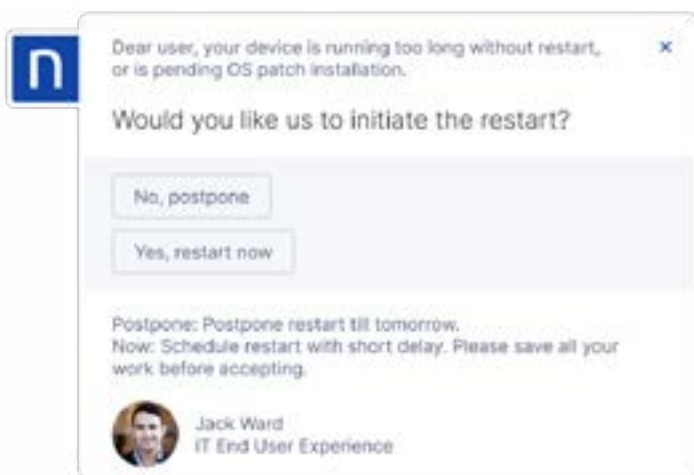 n
Dear user, your device is running too long without restart,
or is pending OS patch installation.
×
Would you like us to initiate the restart?
No, postpone
Yes, restart now
Postpone: Postpone restart till tomorrow.
Now: Schedule restart with short delay. Please save all your
work before accepting.
Jack Ward
IT End User Experience